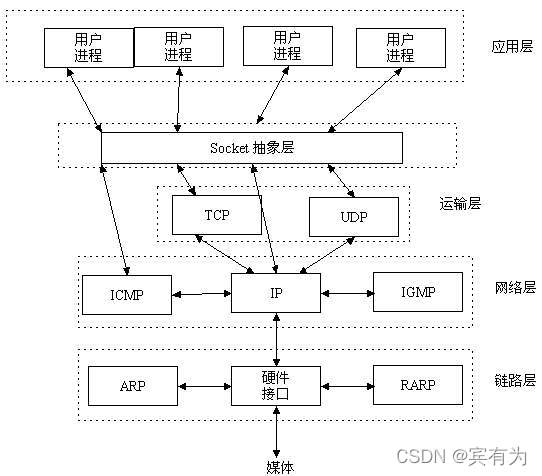 用户 用户 用户 用户
进程 进程 进程 进程
应用层
Socket 抽象层
TCP UDP
运输层
ICMP IP IGMP
网络层
ARP 硬件接口 RARP
链路层
媒体
CSDN @宾有为